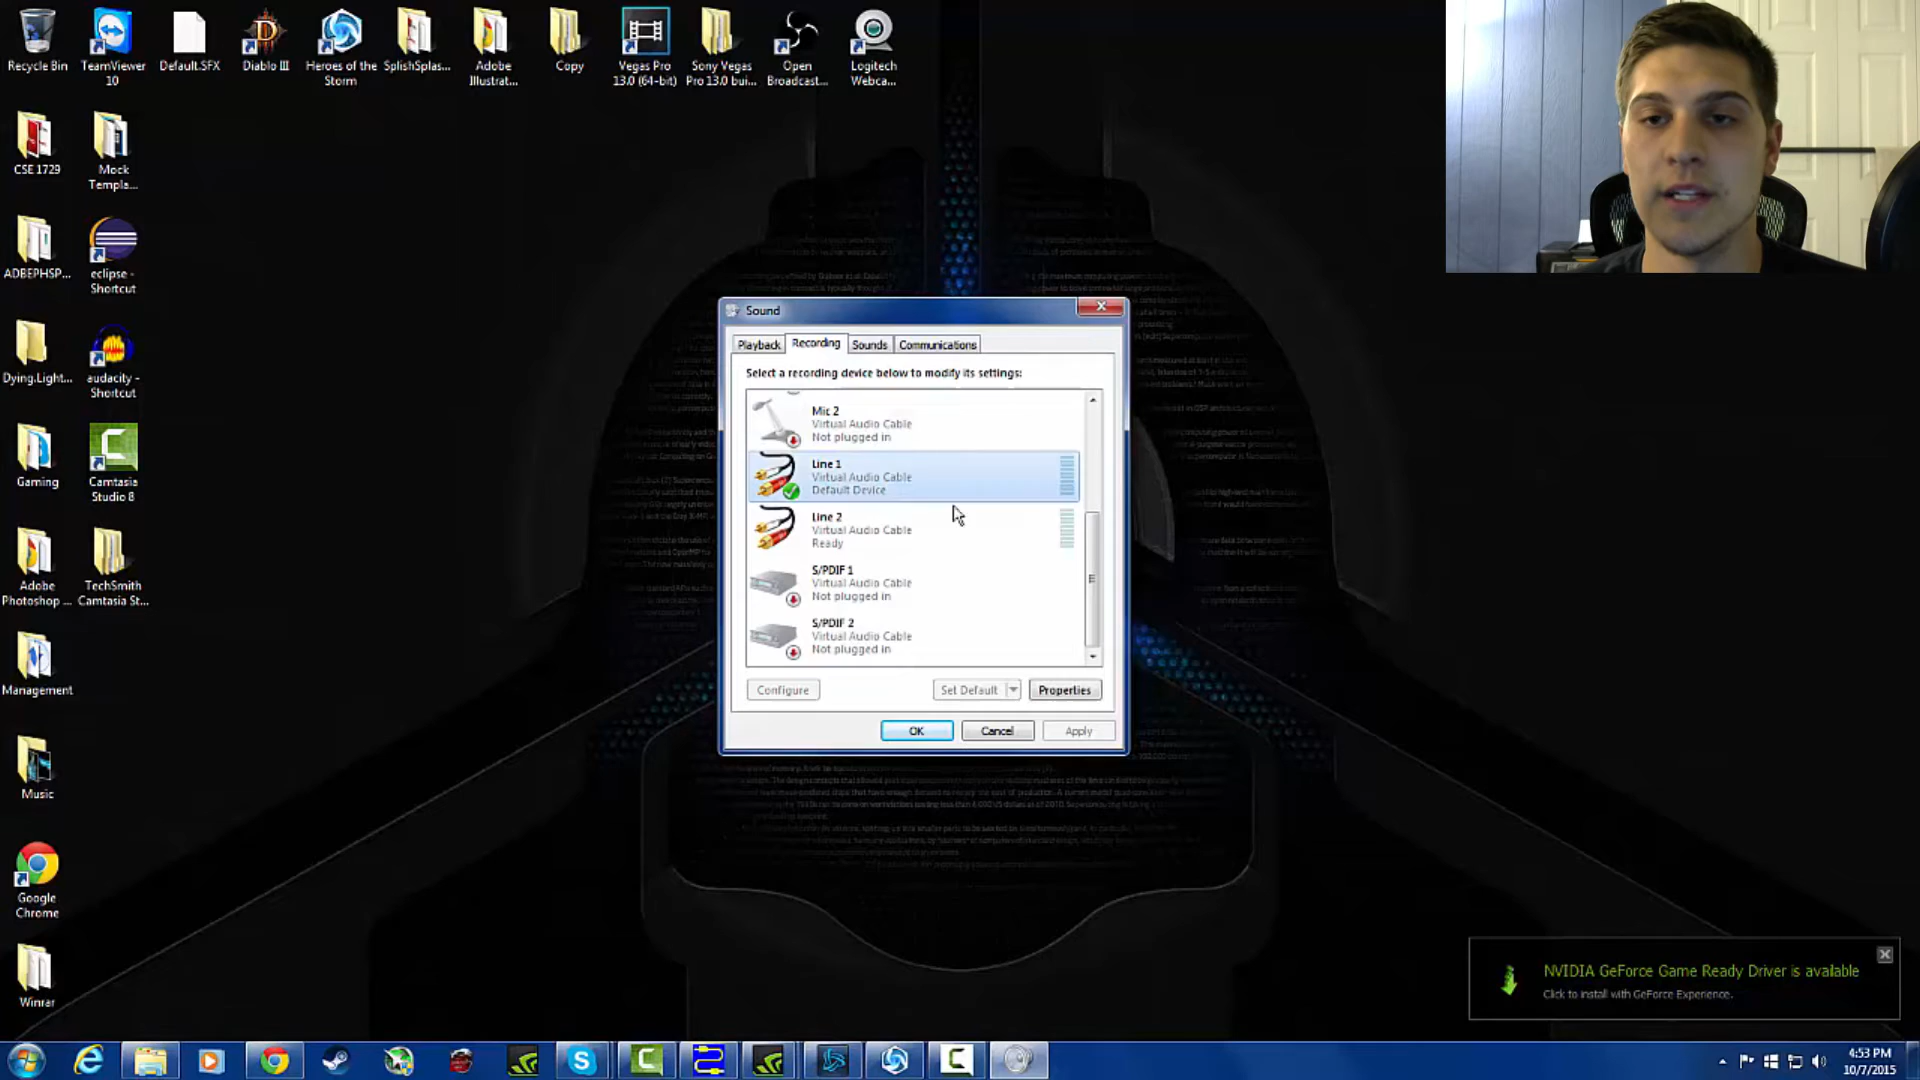 Recycle Bin
TeamViewer
10
Default.SFX
Diablo III
Heroes of the
Storm
SplishSplas...
Adobe
Illustrat...
Copy
Vegas Pro
13.0 (64-bit)
Sony Vegas
Pro 13.0 bui...
Open
Broadcast...
Logitech
Webca...
CSE 1729
Mock
Templa...
ADBEPHSP...
eclipse -
Shortcut
Dying.Light...
audacity -
Shortcut
Gaming
Camtasia
Studio 8
Adobe
Photoshop ...
TechSmith
Camtasia St...
Management
Music
Google
Chrome
Winrar
Sound
Playback
Recording
Sounds
Communications
Select a recording device below to modify its settings:
Mic 2
Virtual Audio Cable
Not plugged in
Line 1
Virtual Audio Cable
Default Device
Line 2
Virtual Audio Cable
Ready
S/PDIF 1
Virtual Audio Cable
Not plugged in
S/PDIF 2
Virtual Audio Cable
Not plugged in
Configure
Set Default
Properties
OK
Cancel
Apply
NVIDIA GeForce Game Ready Driver is available
Click to install with GeForce Experience.
4:53 PM
10/7/2015